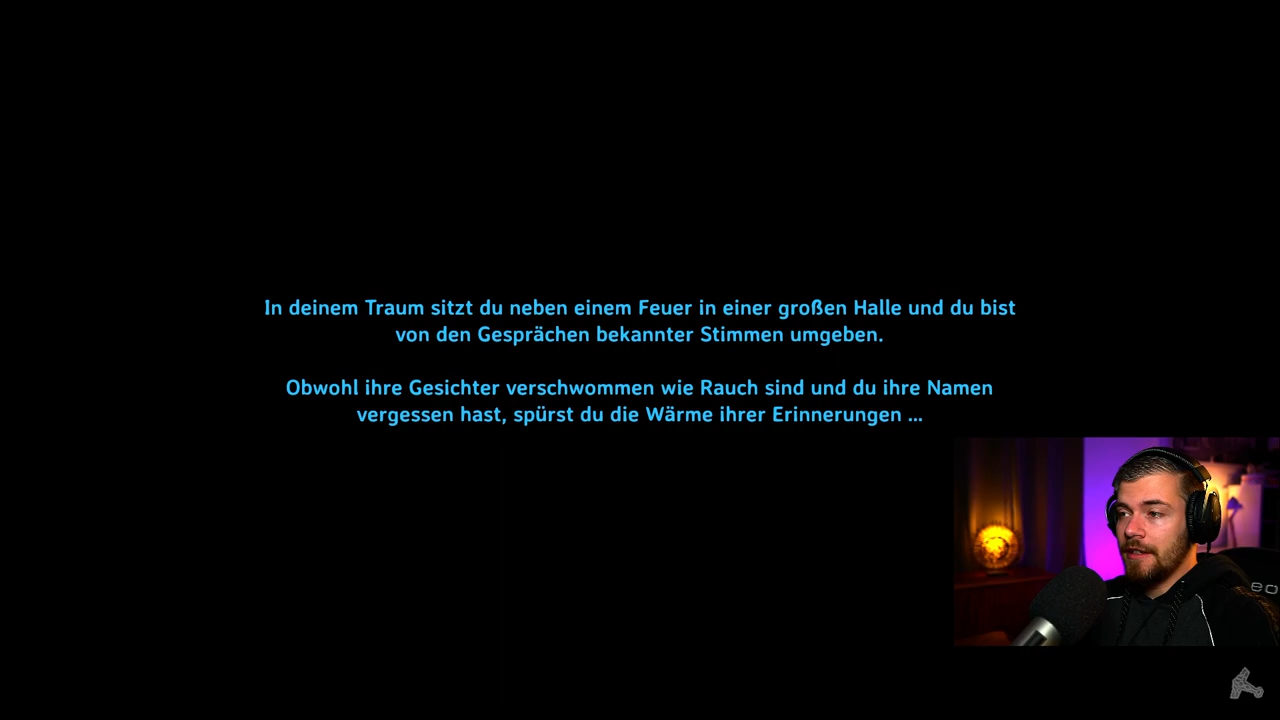 In deinem Traum sitzt du neben einem Feuer in einer großen Halle und du bist
von den Gesprächen bekannter Stimmen umgeben.
Obwohl ihre Gesichter verschwommen wie Rauch sind und du ihre Namen
vergessen hast, spürst du die Wärme ihrer Erinnerungen ...